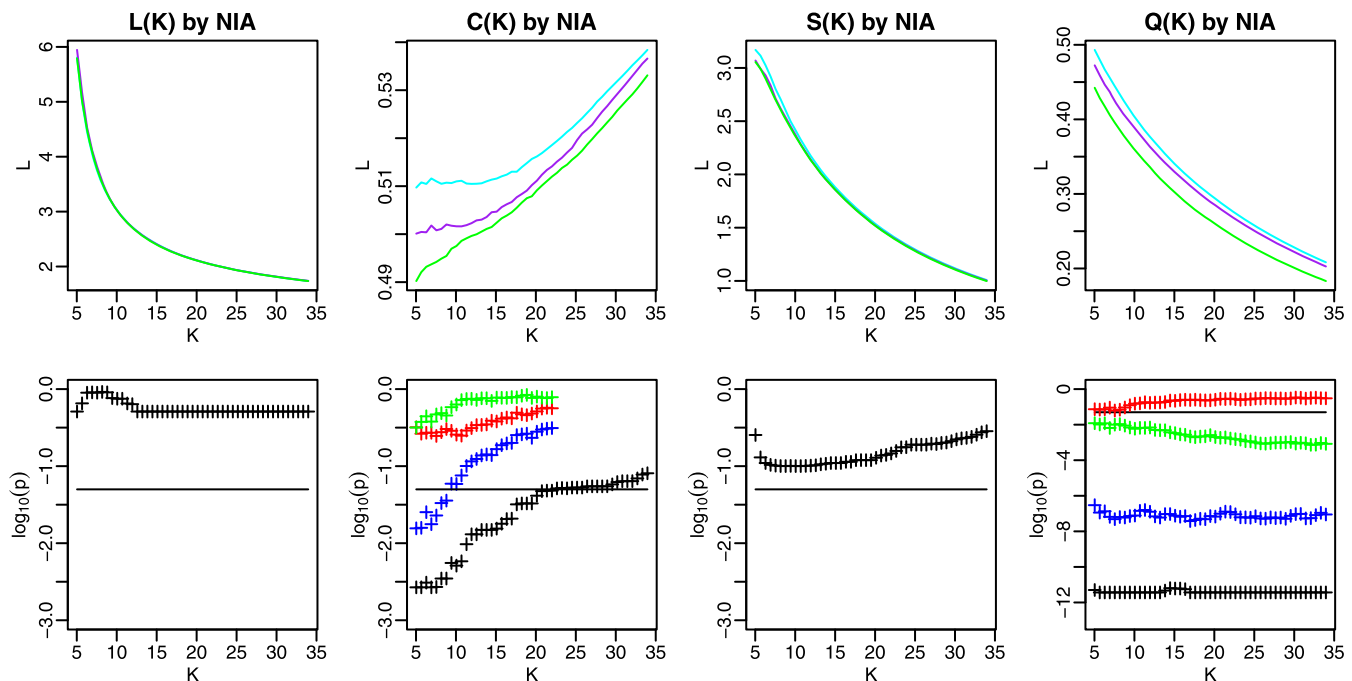 L(K) by NIA
C(K) by NIA
S(K) by NIA
Q(K) by NIA
L
6
5
4
3
2
5 10 15 20 25 30 35
K
L
0.53
0.51
0.49
5 10 15 20 25 30 35
K
L
3.0
2.5
2.0
1.5
1.0
5 10 15 20 25 30 35
K
L
0.50
0.40
0.30
0.20
5 10 15 20 25 30 35
K
log10(p)
0.0
−1.0
−2.0
−3.0
5 10 15 20 25 30 35
K
log10(p)
0.0
−1.0
−2.0
−3.0
5 10 15 20 25 30 35
K
log10(p)
0.0
−1.0
−2.0
−3.0
5 10 15 20 25 30 35
K
log10(p)
0
−4
−8
−12
5 10 15 20 25 30 35
K